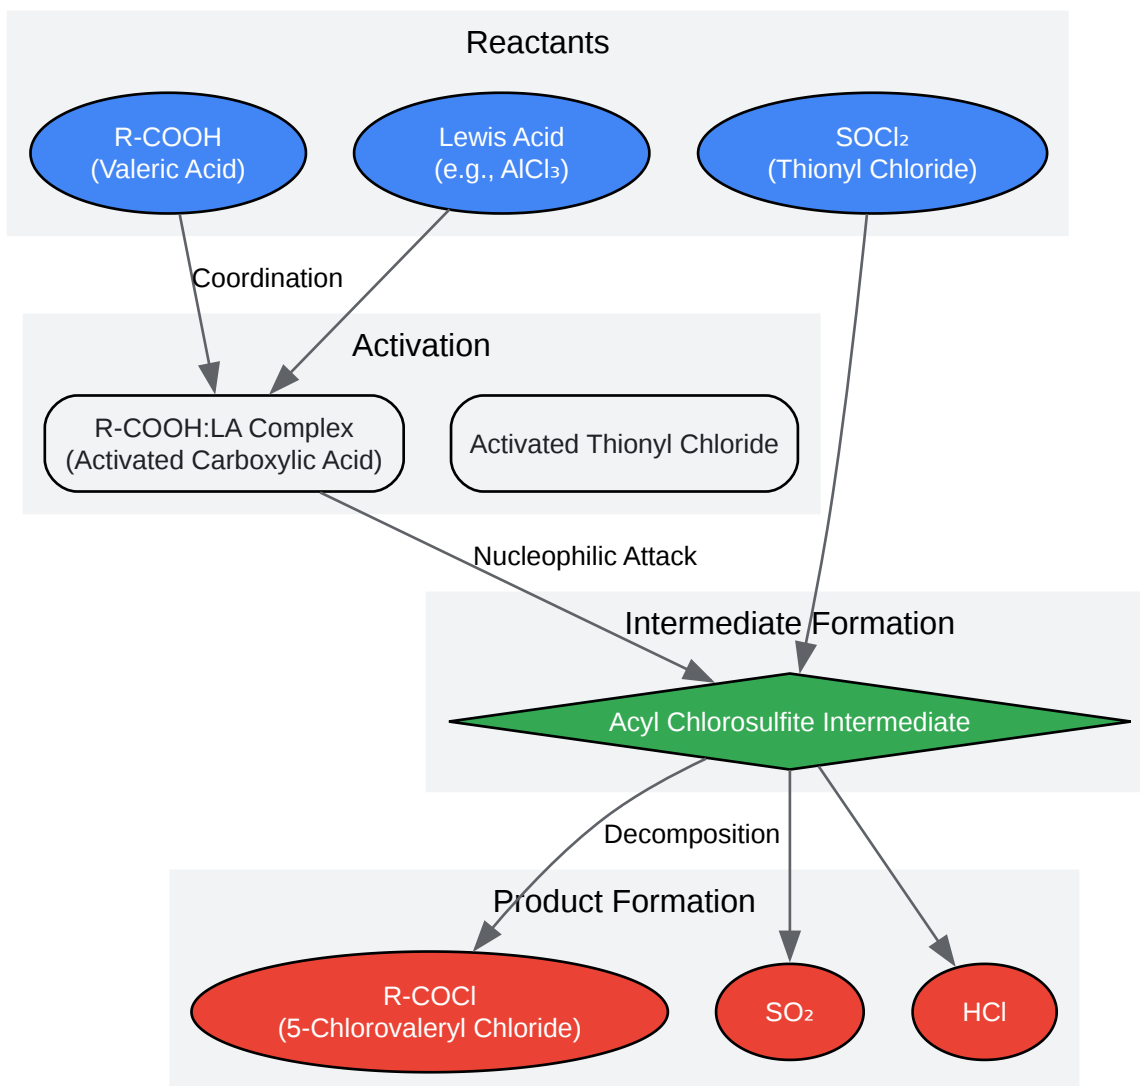 Reactants
R-COOH
(Valeric Acid)
Lewis Acid
(e.g., AlCl₃)
SOCl₂
(Thionyl Chloride)
Coordination
Activation
R-COOH:LA Complex
(Activated Carboxylic Acid)
Activated Thionyl Chloride
Nucleophilic Attack
Intermediate Formation
Acyl Chlorosulfite Intermediate
Decomposition
Product Formation
R-COCl
(5-Chlorovaleryl Chloride)
SO₂
HCl